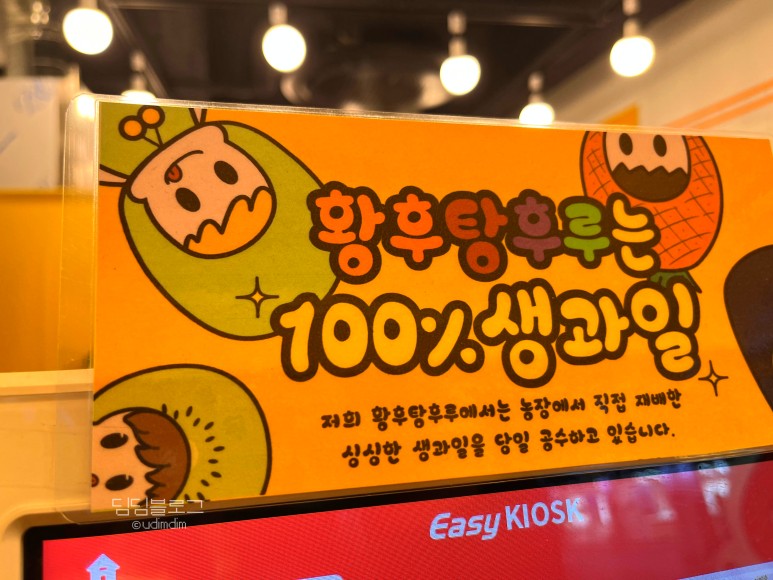 황후탕후루는
100% 생과일
저희 황후탕후루에서는 농장에서 직접 재배한
싱싱한 생과일을 당일 공수하고 있습니다.
딤딤블로그
©udimdim
Easy KIOSK